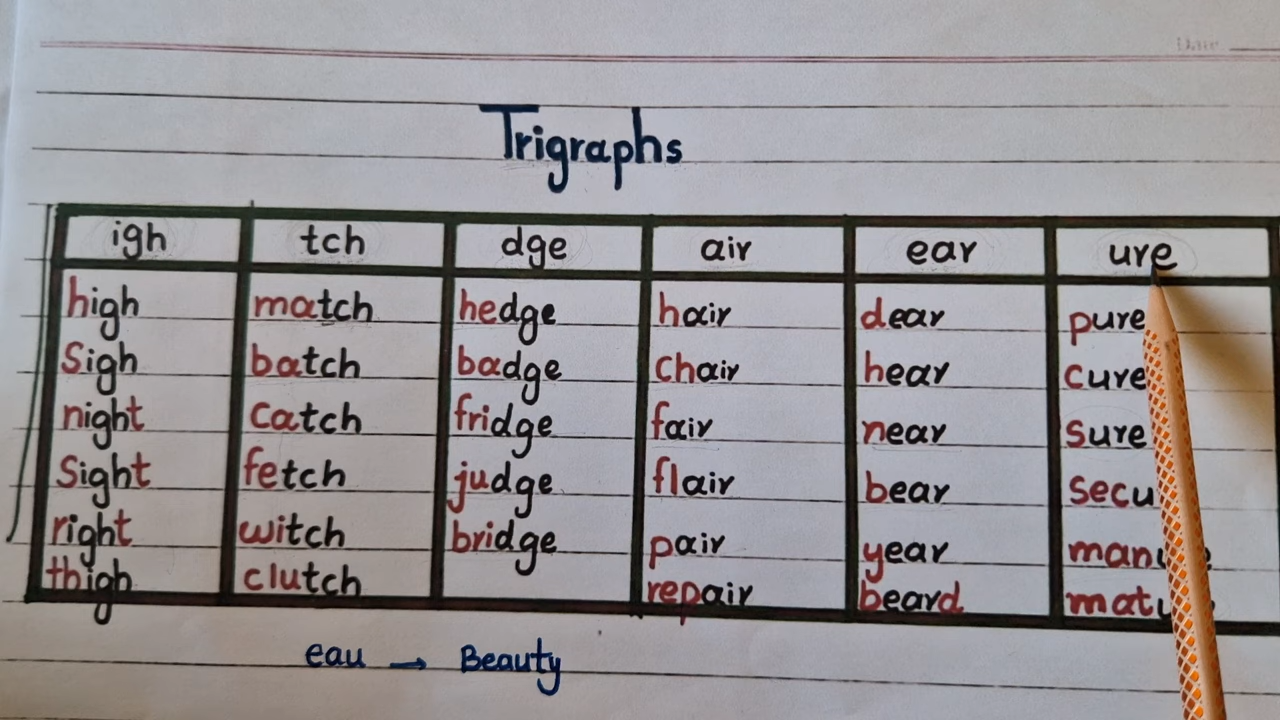 Date
Trigraphs
igh tch dge air ear ure
high match hedge hair dear pure
Sigh batch badge chair hear cure
night catch fridge fair near sure
Sight fetch judge flair bear
right witch bridge pair year
thigh clutch repair beard
eau → Beauty